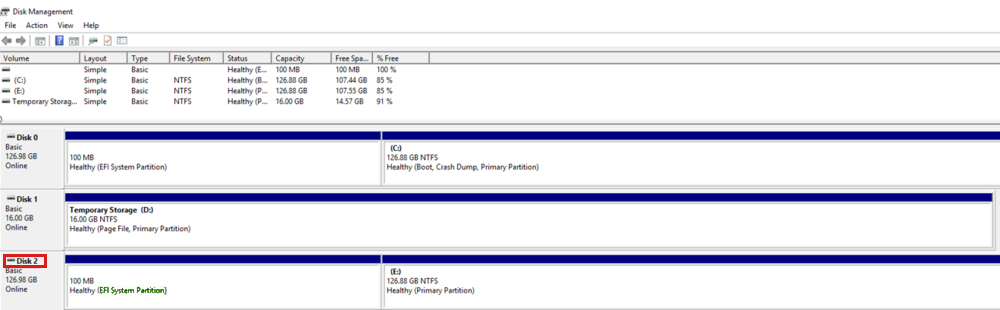 Disk Management
File Action View Help
Volume Layout Type File System Status Capacity Free Spa... % Free
Simple Basic Healthy (E... 100 MB 100 MB 100 %
(C:) Simple Basic NTFS Healthy (B... 126.88 GB 107.44 GB 85 %
(E:) Simple Basic NTFS Healthy (P... 126.88 GB 107.55 GB 85 %
Temporary Storag... Simple Basic NTFS Healthy (P... 16.00 GB 14.57 GB 91 %
Disk 0
Basic
126.98 GB
Online
100 MB
Healthy (EFI System Partition)
(C:)
126.88 GB NTFS
Healthy (Boot, Crash Dump, Primary Partition)
Disk 1
Basic
16.00 GB
Online
Temporary Storage (D:)
16.00 GB NTFS
Healthy (Page File, Primary Partition)
Disk 2
Basic
126.98 GB
Online
100 MB
Healthy (EFI System Partition)
(E:)
126.88 GB NTFS
Healthy (Primary Partition)